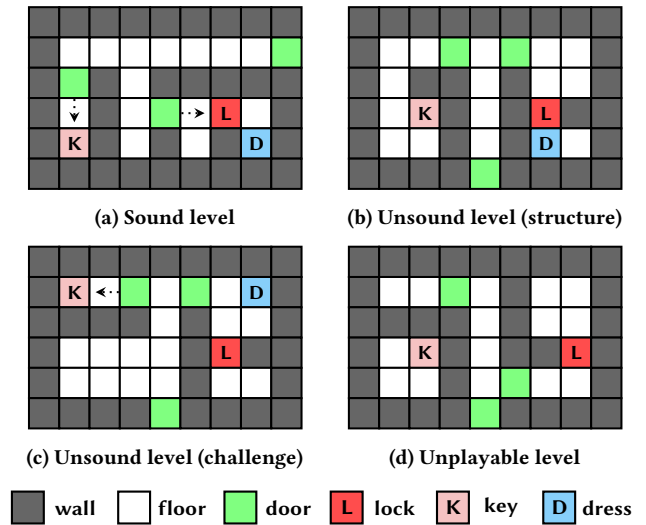 L
K
D
(a) Sound level
K
L
D
(b) Unsound level (structure)
K
D
L
(c) Unsound level (challenge)
K
L
(d) Unplayable level
wall
floor
door
L lock
K key
D dress